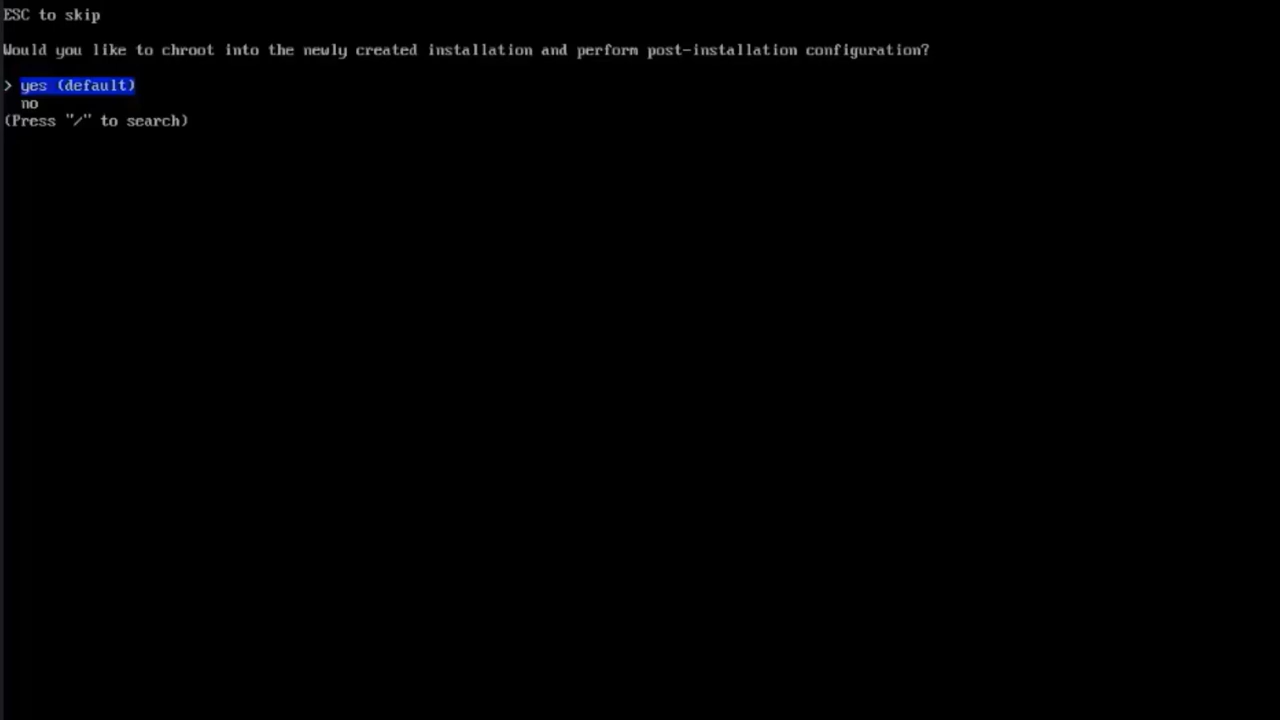 ESC to skip
Would you like to chroot into the newly created installation and perform post-installation configuration?
> yes (default)
no
(Press "/" to search)